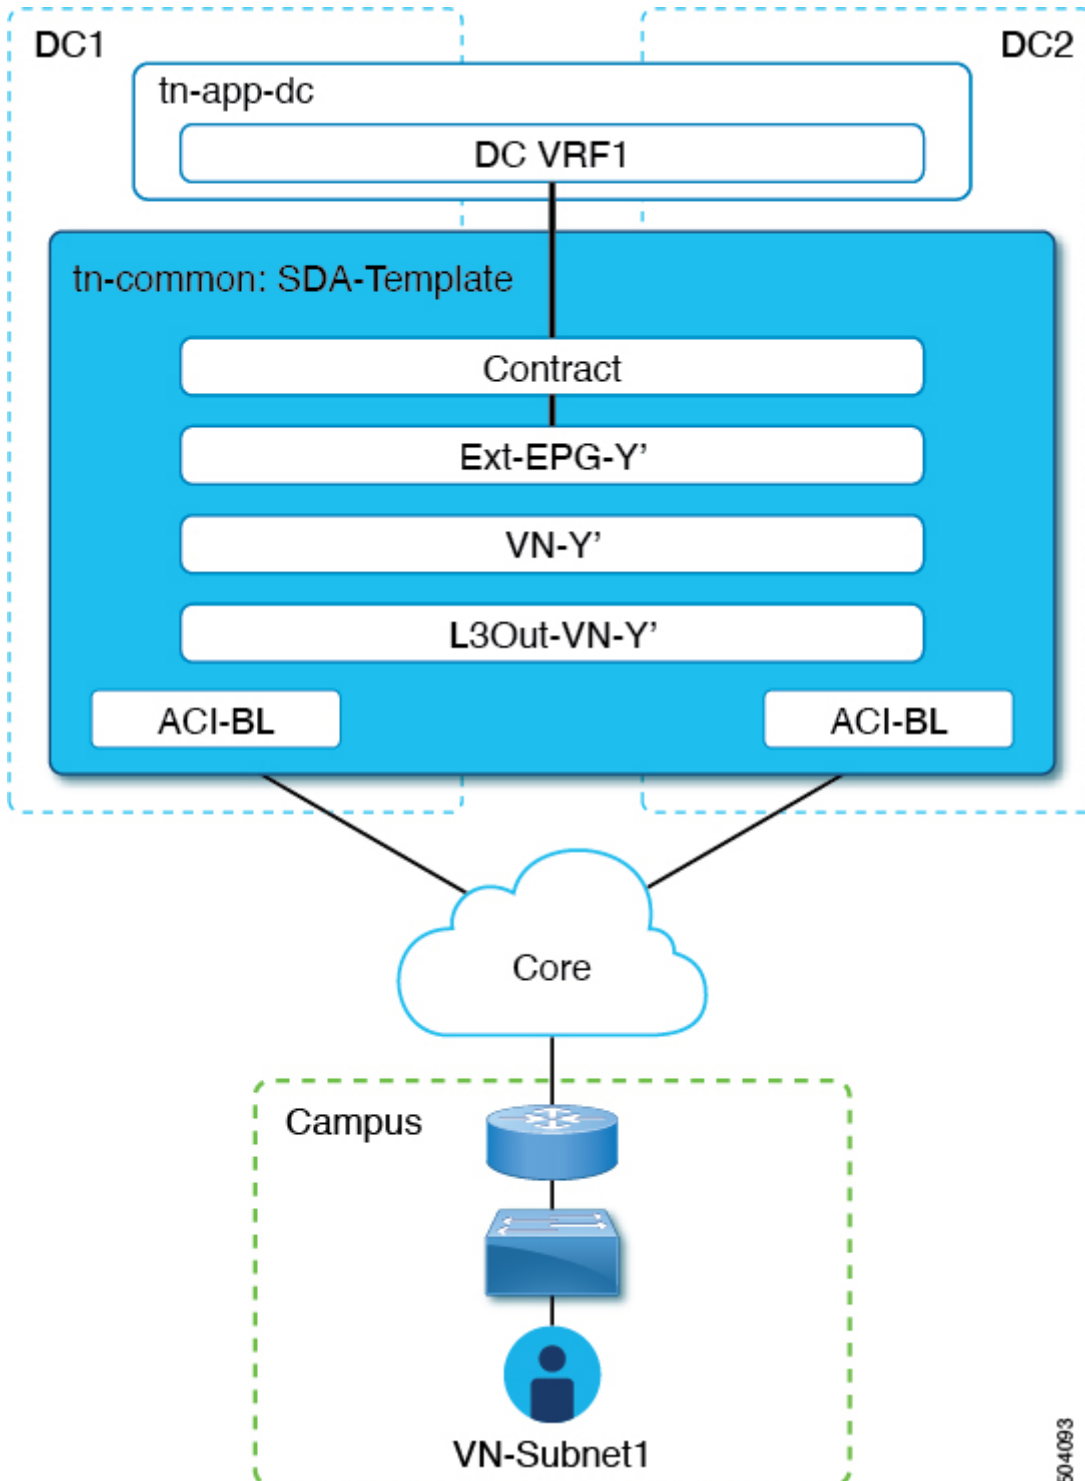 DC1
DC2
tn-app-dc
DC VRF1
tn-common: SDA-Template
Contract
Ext-EPG-Y’
VN-Y’
L3Out-VN-Y’
ACI-BL
ACI-BL
Core
Campus
VN-Subnet1
504093